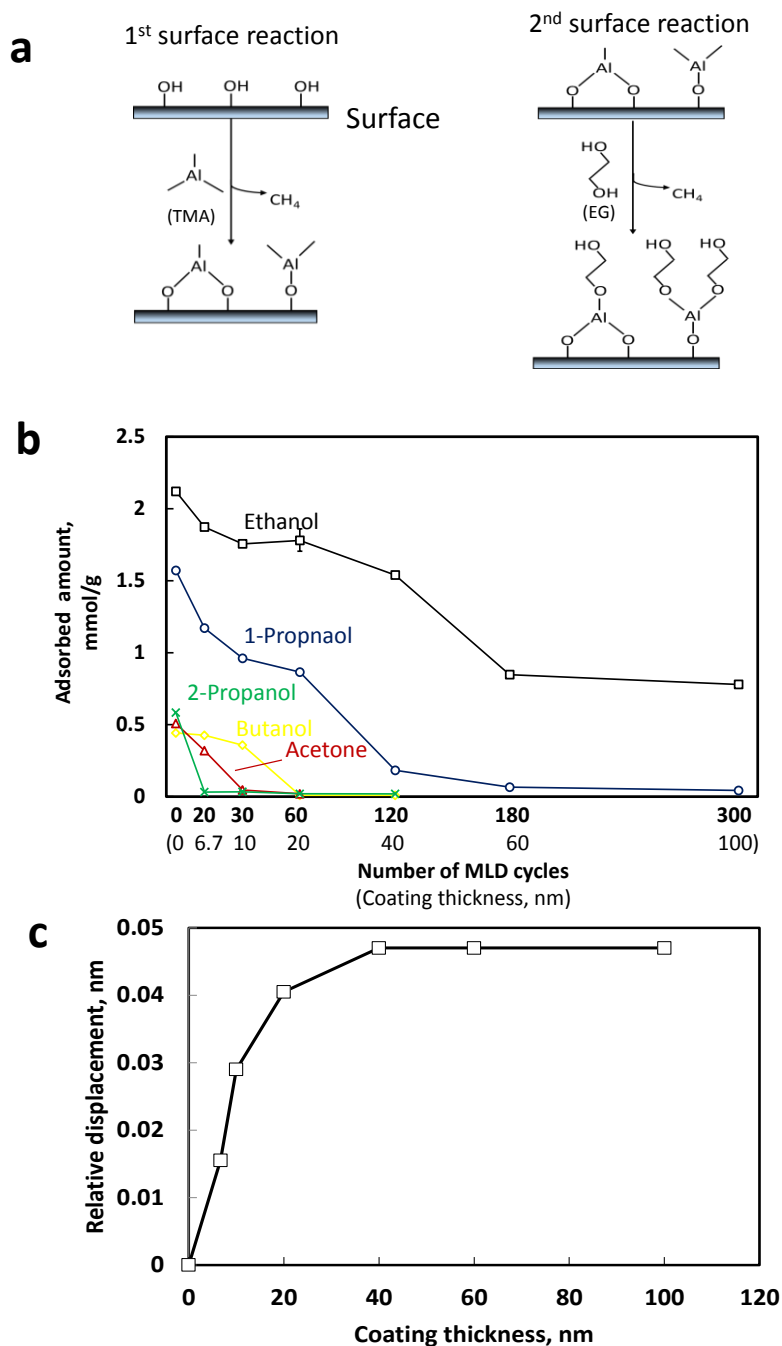 a
1st surface reaction
2nd surface reaction
OH OH OH
Surface
Al
(TMA)
CH4
Al Al
O O O
Al Al
O O O
HO
OH
(EG)
CH4
HO HO HO
O O O
Al Al
O O O
b
2.5
2
1.5
1
0.5
0
Adsorbed amount,
mmol/g
Ethanol
1-Propnaol
2-Propanol
Butanol
Acetone
0 20 30 60 120 180 300
(0 6.7 10 20 40 60 100)
Number of MLD cycles
(Coating thickness, nm)
c
0.05
0.04
0.03
0.02
0.01
0
Relative displacement, nm
0 20 40 60 80 100 120
Coating thickness, nm